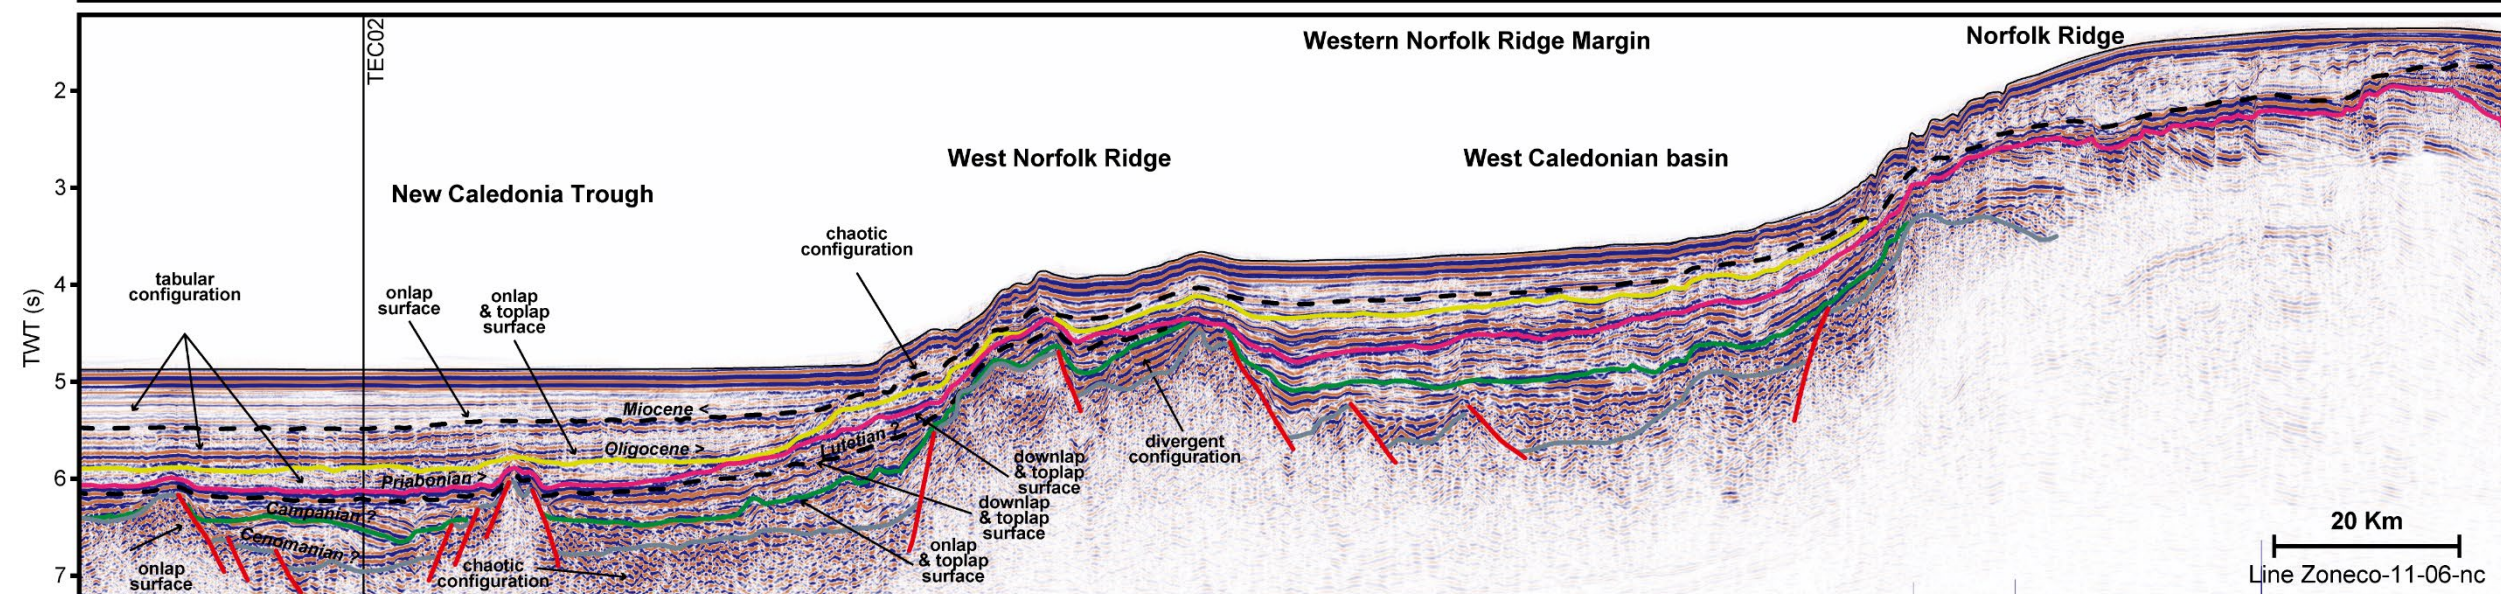 TEC02
Western Norfolk Ridge Margin
Norfolk Ridge
2
West Norfolk Ridge
West Caledonian basin
3
New Caledonia Trough
chaotic
configuration
tabular
configuration
onlap
surface
onlap
& toplap
surface
4
TWT (s)
5
Miocene <
Oligocene >
Lutetian ?
divergent
configuration
downlap
& toplap
surface
6
Priabonian >
Campanian ?
downlap
& toplap
surface
Cenomanian ?
onlap
& toplap
surface
onlap
surface
chaotic
configuration
7
20 Km
Line Zoneco-11-06-nc